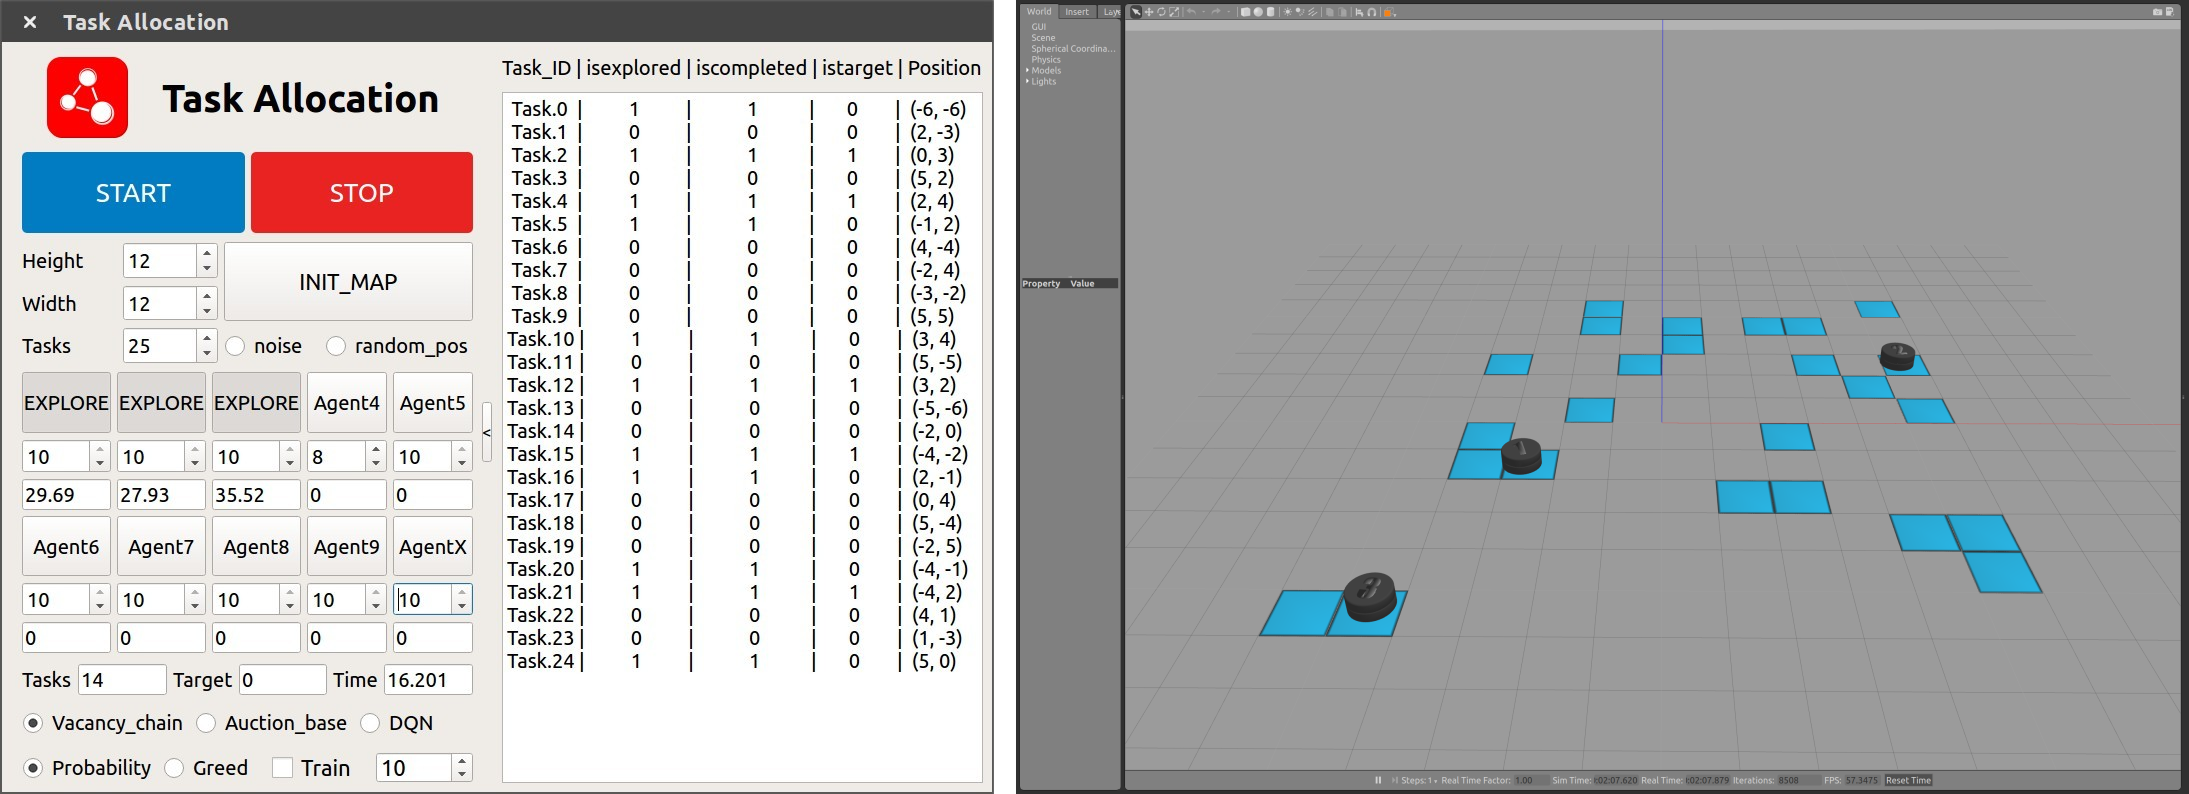 Task Allocation
Task Allocation
START
STOP
Height 12
Width 12
INIT_MAP
Tasks 25 noise random_pos
EXPLORE EXPLORE EXPLORE Agent4 Agent5
10 10 10 8 10
29.69 27.93 35.52 0 0
Agent6 Agent7 Agent8 Agent9 AgentX
10 10 10 10 10
0 0 0 0 0
Tasks 14 Target 0 Time 16.201
Vacancy_chain Auction_base DQN
Probability Greed Train 10
<
Task_ID | isexplored | iscompleted | istarget | Position
Task.0 | 1 | 1 | 0 | (-6, -6)
Task.1 | 0 | 0 | 0 | (2, -3)
Task.2 | 1 | 1 | 1 | (0, 3)
Task.3 | 0 | 0 | 0 | (5, 2)
Task.4 | 1 | 1 | 1 | (2, 4)
Task.5 | 1 | 1 | 0 | (-1, 2)
Task.6 | 0 | 0 | 0 | (4, -4)
Task.7 | 0 | 0 | 0 | (-2, 4)
Task.8 | 0 | 0 | 0 | (-3, -2)
Task.9 | 0 | 0 | 0 | (5, 5)
Task.10 | 1 | 1 | 0 | (3, 4)
Task.11 | 0 | 0 | 0 | (5, -5)
Task.12 | 1 | 1 | 1 | (3, 2)
Task.13 | 0 | 0 | 0 | (-5, -6)
Task.14 | 0 | 0 | 0 | (-2, 0)
Task.15 | 1 | 1 | 1 | (-4, -2)
Task.16 | 1 | 1 | 0 | (2, -1)
Task.17 | 0 | 0 | 0 | (0, 4)
Task.18 | 0 | 0 | 0 | (5, -4)
Task.19 | 0 | 0 | 0 | (-2, 5)
Task.20 | 1 | 1 | 0 | (-4, -1)
Task.21 | 1 | 1 | 1 | (-4, 2)
Task.22 | 0 | 0 | 0 | (4, 1)
Task.23 | 0 | 0 | 0 | (1, -3)
Task.24 | 1 | 1 | 0 | (5, 0)
World Insert Lay
GUI
Scene
Spherical Coordina...
Physics
Models
Lights
Property Value
2
1
3
Steps: 1 Real Time Factor: 1.00 Sim Time: :02:07.620 Real Time: :02:07.879 Iterations: 8508 FPS: 57.3475 Reset Time